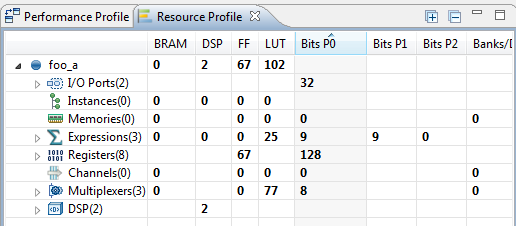 Performance Profile Resource Profile
BRAM DSP FF LUT Bits P0 Bits P1 Bits P2 Banks/D
foo_a 0 2 67 102
I/O Ports(2) 32
Instances(0) 0 0 0 0
Memories(0) 0 0 0 0 0
Expressions(3) 0 0 0 25 9 9 0
Registers(8) 67 128
Channels(0) 0 0 0 0 0
Multiplexers(3) 0 0 77 8 0
DSP(2) 2